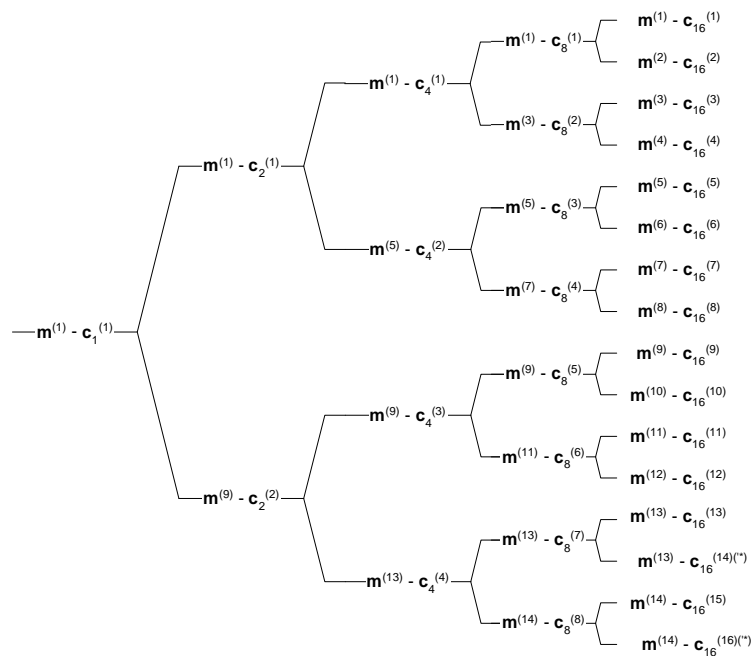 m(1) - c16(1)
m(1) - c8(1)
m(2) - c16(2)
m(1) - c4(1)
m(3) - c16(3)
m(3) - c8(2)
m(4) - c16(4)
m(1) - c2(1)
m(5) - c16(5)
m(5) - c8(3)
m(6) - c16(6)
m(5) - c4(2)
m(7) - c16(7)
m(7) - c8(4)
m(8) - c16(8)
m(1) - c1(1)
m(9) - c16(9)
m(9) - c8(5)
m(10) - c16(10)
m(9) - c4(3)
m(11) - c16(11)
m(11) - c8(6)
m(12) - c16(12)
m(9) - c2(2)
m(13) - c16(13)
m(13) - c8(7)
m(13) - c16(14)(*)
m(13) - c4(4)
m(14) - c16(15)
m(14) - c8(8)
m(14) - c16(16)(*)